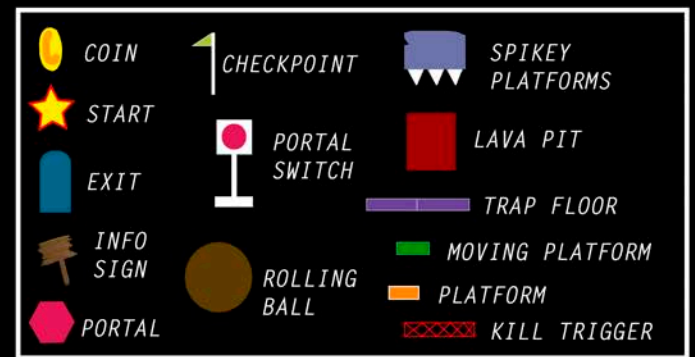 COIN
START
EXIT
INFO
SIGN
PORTAL
CHECKPOINT
PORTAL
SWITCH
ROLLING
BALL
SPIKEY
PLATFORMS
LAVA PIT
TRAP FLOOR
MOVING PLATFORM
PLATFORM
KILL TRIGGER